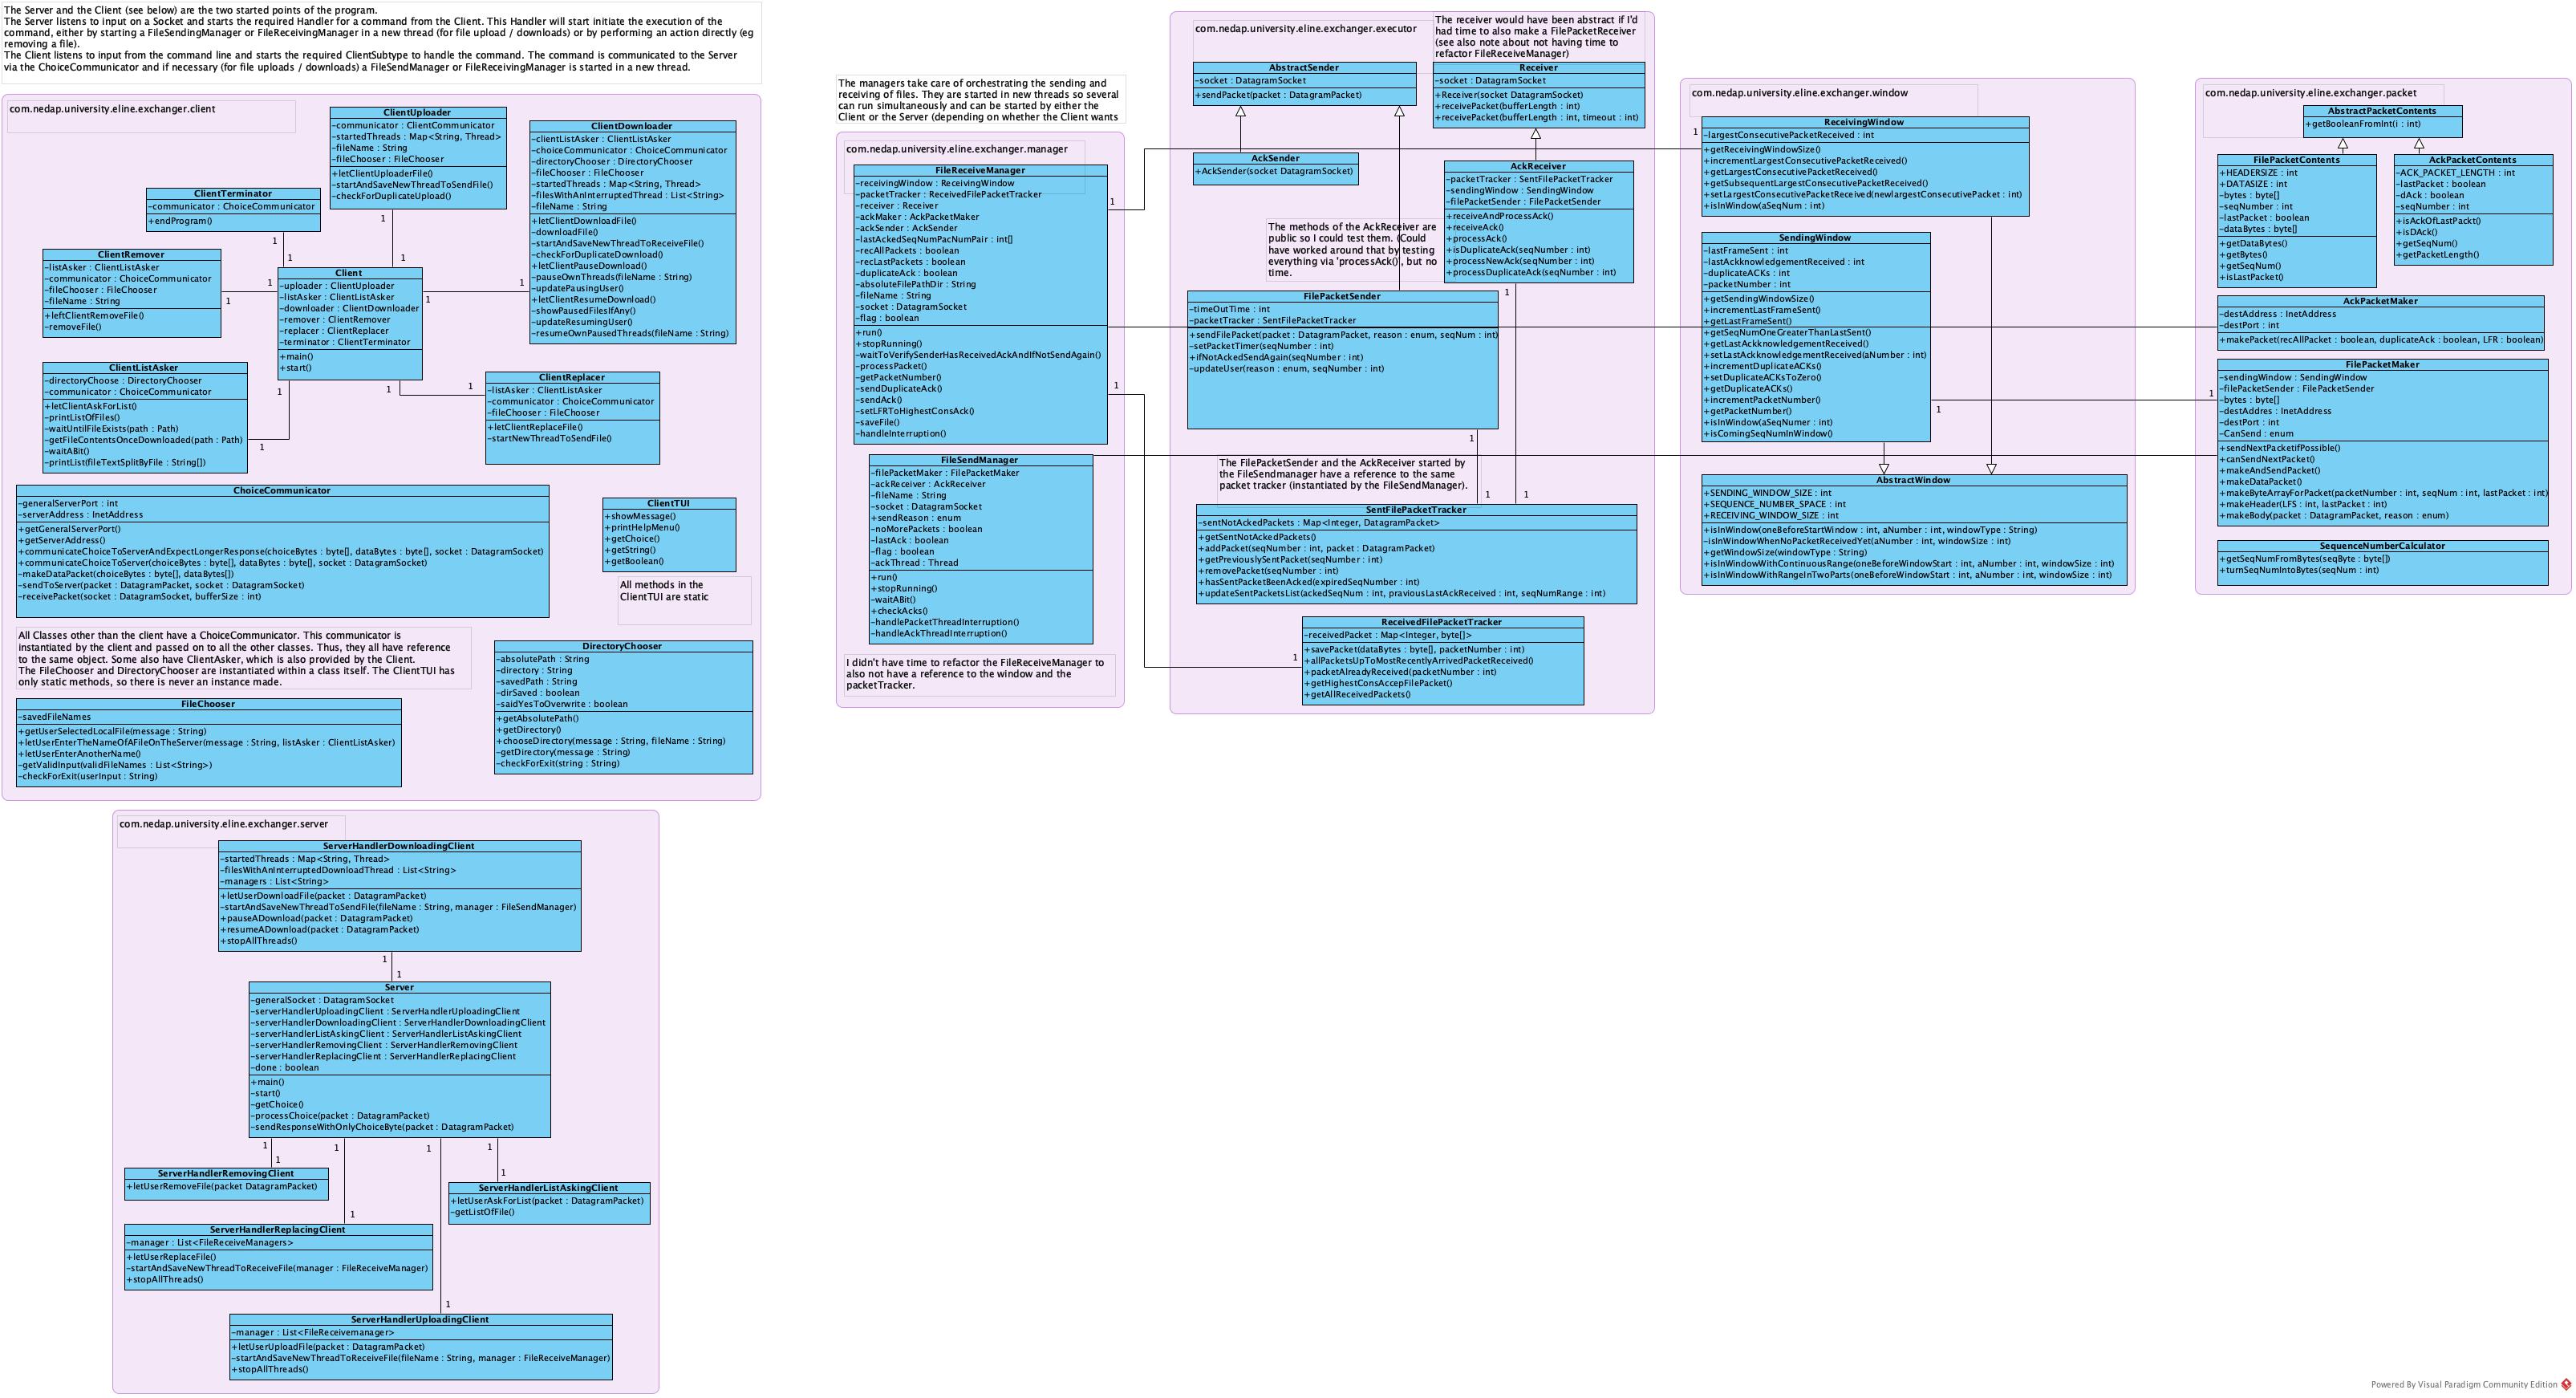 The Server and the Client (see below) are the two started points of the program.
The Server listens to input on a Socket and starts the required Handler for a command from the Client. This Handler will start initiate the execution of the
command, either by starting a FileSendingManager or FileReceivingManager in a new thread (for file upload / downloads) or by performing an action directly (eg
removing a file).
The Client listens to input from the command line and starts the required ClientSubtype to handle the command. The command is communicated to the Server
via the ChoiceCommunicator and if necessary (for file uploads / downloads) a FileSendManager or FileReceivingManager is started in a new thread.
com.nedap.university.eline.exchanger.client
ClientUploader
-communicator : ClientCommunicator
-startedThreads : Map<String, Thread>
-fileName : String
-fileChooser : FileChooser
+letClientUploaderFile()
-startAndSaveNewThreadToSendFile()
-checkForDuplicateUpload()
ClientDownloader
-clientListAsker : ClientListAsker
-choiceCommunicator : ChoiceCommunicator
-directoryChooser : DirectoryChooser
-fileChooser : FileChooser
-startedThreads : Map<String, Thread>
-filesWithAnInterruptedThread : List<String>
-fileName : String
+letClientDownloadFile()
-downloadFile()
-startAndSaveNewThreadToReceiveFile()
-checkForDuplicateDownload()
+letClientPauseDownload()
-pauseOwnThreads(fileName : String)
-updatePausingUser()
+letClientResumeDownload()
-showPausedFilesIfAny()
-updateResumingUser()
-resumeOwnPausedThreads(fileName : String)
ClientTerminator
-communicator : ChoiceCommunicator
+endProgram()
1
1
1
1
ClientRemover
-listAsker : ClientListAsker
-communicator : ChoiceCommunicator
-fileChooser : FileChooser
-fileName : String
+leftClientRemoveFile()
-removeFile()
1
1
Client
-uploader : ClientUploader
-listAsker : ClientListAsker
-downloader : ClientDownloader
-remover : ClientRemover
-replacer : ClientReplacer
-terminator : ClientTerminator
+main()
+start()
1
1
ClientListAsker
-directoryChoose : DirectoryChooser
-communicator : ChoiceCommunicator
+letClientAskForList()
-printListOfFiles()
-waitUntilFileExists(path : Path)
-getFileContentsOnceDownloaded(path : Path)
-waitABit()
-printList(fileTextSplitByFile : String[])
1
1
1
1
ClientReplacer
-listAsker : ClientListAsker
-communicator : ChoiceCommunicator
-fileChooser : FileChooser
+letClientReplaceFile()
-startNewThreadToSendFile()
ChoiceCommunicator
-generalServerPort : int
-serverAddress : InetAddress
+getGeneralServerPort()
+getServerAddress()
+communicateChoiceToServerAndExpectLongerResponse(choiceBytes : byte[], dataBytes : byte[], socket : DatagramSocket)
+communicateChoiceToServer(choiceBytes : byte[], dataBytes : byte[], socket : DatagramSocket)
-makeDataPacket(choiceBytes : byte[], dataBytes[])
-sendToServer(packet : DatagramPacket, socket : DatagramSocket)
-receivePacket(socket : DatagramSocket, bufferSize : int)
ClientTUI
+showMessage()
+printHelpMenu()
+getChoice()
+getString()
+getBoolean()
All methods in the
ClientTUI are static
All Classes other than the client have a ChoiceCommunicator. This communicator is
instantiated by the client and passed on to all the other classes. Thus, they all have reference
to the same object. Some also have ClientAsker, which is also provided by the Client.
The FileChooser and DirectoryChooser are instantiated within a class itself. The ClientTUI has
only static methods, so there is never an instance made.
DirectoryChooser
-absolutePath : String
-directory : String
-savedPath : String
-dirSaved : boolean
-saidYesToOverwrite : boolean
+getAbsolutePath()
+getDirectory()
+chooseDirectory(message : String, fileName : String)
-getDirectory(message : String)
-checkForExit(string : String)
FileChooser
-savedFileNames
+getUserSelectedLocalFile(message : String)
+letUserEnterTheNameOfAFileOnTheServer(message : String, listAsker : ClientListAsker)
+letUserEnterAnotherName()
-getValidInput(validFileNames : List<String>)
-checkForExit(userInput : String)
com.nedap.university.eline.exchanger.server
ServerHandlerDownloadingClient
-startedThreads : Map<String, Thread>
-filesWithAnInterruptedDownloadThread : List<String>
-managers : List<String>
+letUserDownloadFile(packet : DatagramPacket)
-startAndSaveNewThreadToSendFile(fileName : String, manager : FileSendManager)
+pauseADownload(packet : DatagramPacket)
+resumeADownload(packet : DatagramPacket)
+stopAllThreads()
1
1
Server
-generalSocket : DatagramSocket
-serverHandlerUploadingClient : ServerHandlerUploadingClient
-serverHandlerDownloadingClient : ServerHandlerDownloadingClient
-serverHandlerListAskingClient : ServerHandlerListAskingClient
-serverHandlerRemovingClient : ServerHandlerRemovingClient
-serverHandlerReplacingClient : ServerHandlerReplacingClient
-done : boolean
+main()
-start()
-getChoice()
-processChoice(packet : DatagramPacket)
-sendResponseWithOnlyChoiceByte(packet : DatagramPacket)
1
1
1
1
1
1
ServerHandlerRemovingClient
+letUserRemoveFile(packet DatagramPacket)
ServerHandlerListAskingClient
+letUserAskForList(packet : DatagramPacket)
-getListOfFile()
1
ServerHandlerReplacingClient
-manager : List<FileReceiveManagers>
+letUserReplaceFile()
-startAndSaveNewThreadToReceiveFile(manager : FileReceiveManager)
+stopAllThreads()
1
ServerHandlerUploadingClient
-manager : List<FileReceivemanager>
+letUserUploadFile(packet : DatagramPacket)
-startAndSaveNewThreadToReceiveFile(fileName : String, manager : FileReceiveManager)
+stopAllThreads()
The managers take care of orchestrating the sending and
receiving of files. They are started in new threads so several
can run simultaneously and can be started by either the
Client or the Server (depending on whether the Client wants
com.nedap.university.eline.exchanger.manager
FileReceiveManager
-receivingWindow : ReceivingWindow
-packetTracker : ReceivedFilePacketTracker
-receiver : Receiver
-ackMaker : AckPacketMaker
-ackSender : AckSender
-lastAckedSeqNumPacNumPair : int[]
-recAllPackets : boolean
-recLastPackets : boolean
-duplicateAck : boolean
-absoluteFilePathDir : String
-fileName : String
-socket : DatagramSocket
-flag : boolean
+run()
+stopRunning()
-waitToVerifySenderHasReceivedAckAndIfNotSendAgain()
-processPacket()
-getPacketNumber()
-sendDuplicateAck()
-sendAck()
-setLFRToHighestConsAck()
-saveFile()
-handleInterruption()
1
1
FileSendManager
-filePacketMaker : FilePacketMaker
-ackReceiver : AckReceiver
-fileName : String
-socket : DatagramSocket
+sendReason : enum
-noMorePackets : boolean
-lastAck : boolean
-flag : boolean
-ackThread : Thread
+run()
+stopRunning()
-waitABit()
+checkAcks()
-handlePacketThreadInterruption()
-handleAckThreadInterruption()
I didn't have time to refactor the FileReceiveManager to
also not have a reference to the window and the
packetTracker.
com.nedap.university.eline.exchanger.executor
The receiver would have been abstract if I'd
had time to also make a FilePacketReceiver
(see also note about not having time to
refactor FileReceiveManager)
AbstractSender
-socket : DatagramSocket
+sendPacket(packet : DatagramPacket)
Receiver
-socket : DatagramSocket
+Receiver(socket DatagramSocket)
+receivePacket(bufferLength : int)
+receivePacket(bufferLength : int, timeout : int)
AckSender
+AckSender(socket DatagramSocket)
AckReceiver
-packetTracker : SentFilePacketTracker
-sendingWindow : SendingWindow
-filePacketSender : FilePacketSender
+receiveAndProcessAck()
+receiveAck()
+processAck()
+isDuplicateAck(seqNumber : int)
+processNewAck(seqNumber : int)
+processDuplicateAck(seqNumber : int)
The methods of the AckReceiver are
public so I could test them. (Could
have worked around that by testing
everything via 'processAck()', but no
time.
FilePacketSender
-timeOutTime : int
-packetTracker : SentFilePacketTracker
+sendFilePacket(packet : DatagramPacket, reason : enum, seqNum : int)
-setPacketTimer(seqNumber : int)
+ifNotAckedSendAgain(seqNumber : int)
-updateUser(reason : enum, seqNumber : int)
1
1
The FilePacketSender and the AckReceiver started by
the FileSendmanager have a reference to the same
packet tracker (instantiated by the FileSendManager).
1
1
SentFilePacketTracker
-sentNotAckedPackets : Map<Integer, DatagramPacket>
+getSentNotAckedPackets()
+addPacket(seqNumber : int, packet : DatagramPacket)
+getPreviouslySentPacket(seqNumber : int)
+removePacket(seqNumber : int)
+hasSentPacketBeenAcked(expiredSeqNumber : int)
+updateSentPacketsList(ackedSeqNum : int, praviousLastAckReceived : int, seqNumRange : int)
1
ReceivedFilePacketTracker
-receivedPacket : Map<Integer, byte[]>
+savePacket(dataBytes : byte[], packetNumber : int)
+allPacketsUpToMostRecentlyArrivedPacketReceived()
+packetAlreadyReceived(packetNumber : int)
+getHighestConsAccepFilePacket()
+getAllReceivedPackets()
com.nedap.university.eline.exchanger.window
1
ReceivingWindow
-largestConsecutivePacketReceived : int
+getReceivingWindowSize()
+incrementLargestConsecutivePacketReceived()
+getLargestConsecutivePacketReceived()
+getSubsequentLargestConsecutivePacketReceived()
+setLargestConsecutivePacketReceived(newlargestConsecutivePacket : int)
+isInWindow(aSeqNum : int)
SendingWindow
-lastFrameSent : int
-lastAckknowledgementReceived : int
-duplicateACKs : int
-packetNumber : int
+getSendingWindowSize()
+incrementLastFrameSent()
+getLastFrameSent()
+getSeqNumOneGreaterThanLastSent()
+getLastAckknowledgementReceived()
+setLastAckknowledgementReceived(aNumber : int)
+incrementDuplicateACKs()
+setDuplicateACKsToZero()
+getDuplicateACKs()
+incrementPacketNumber()
+getPacketNumber()
+isInWindow(aSeqNumer : int)
+isComingSeqNumInWindow()
1
AbstractWindow
+SENDING_WINDOW_SIZE : int
+SEQUENCE_NUMBER_SPACE : int
+RECEIVING_WINDOW_SIZE : int
+isInWindow(oneBeforeStartWindow : int, aNumber : int, windowType : String)
-isInWindowWhenNoPacketReceivedYet(aNumber : int, windowSize : int)
+getWindowSize(windowType : String)
+isInWindowWithContinuousRange(oneBeforeStartWindow : int, aNumber : int, windowSize : int)
+isInWindowWithRangeInTwoParts(oneBeforeWindowStart : int, aNumber : int, windowSize : int)
com.nedap.university.eline.exchanger.packet
AbstractPacketContents
+getBooleanFromInt(i : int)
FilePacketContents
+HEADERSIZE : int
+DATASIZE : int
-bytes : byte[]
-seqNumber : int
-lastPacket : boolean
-dataBytes : byte[]
+getDataBytes()
+getBytes()
+getSeqNum()
+isLastPacket()
AckPacketContents
-ACK_PACKET_LENGTH : int
-lastPacket : boolean
-dAck : boolean
-seqNumber : int
+isAckOfLastPackt()
+isDAck()
+getSeqNum()
+getPacketLength()
AckPacketMaker
-destAddress : InetAddress
-destPort : int
+makePacket(recAllPacket : boolean, duplicateAck : boolean, LFR : boolean)
1
FilePacketMaker
-sendingWindow : SendingWindow
-filePacketSender : FilePacketSender
-bytes : byte[]
-destAddres : InetAddress
-destPort : int
-CanSend : enum
+sendNextPacketifPossible()
+canSendNextPacket()
+makeAndSendPacket()
+makeDataPacket()
+makeByteArrayForPacket(packetNumber : int, seqNum : int, lastPacket : int)
+makeHeader(LFS : int, lastPacket : int)
+makeBody(packet : DatagramPacket, reason : enum)
SequenceNumberCalculator
+getSeqNumFromBytes(seqByte : byte[])
+turnSeqNumIntoBytes(seqNum : int)
Powered By Visual Paradigm Community Edition